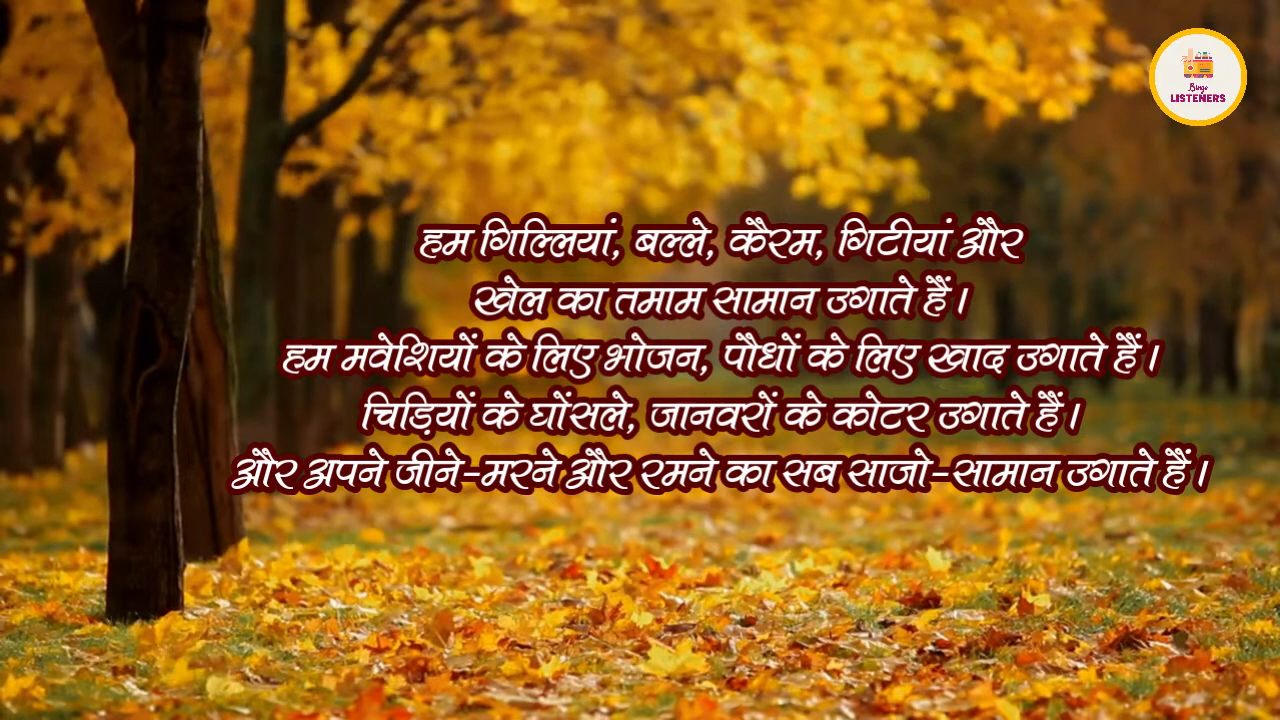 Binge
LISTENERS
हम गिल्लियां, बल्ले, कैरम, गिटीयां और
खेल का तमाम सामान उगाते हैं।
हम मवेशियों के लिए भोजन, पौधों के लिए खाद उगाते हैं।
चिड़ियों के घोंसले, जानवरों के कोटर उगाते हैं।
और अपने जीने-मरने और रमने का सब साजो-सामान उगाते हैं।